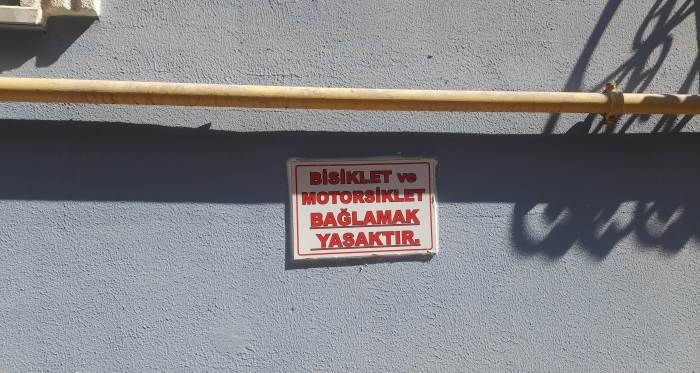 BİSİKLET ve
MOTORSİKLET
BAĞLAMAK
YASAKTIR.